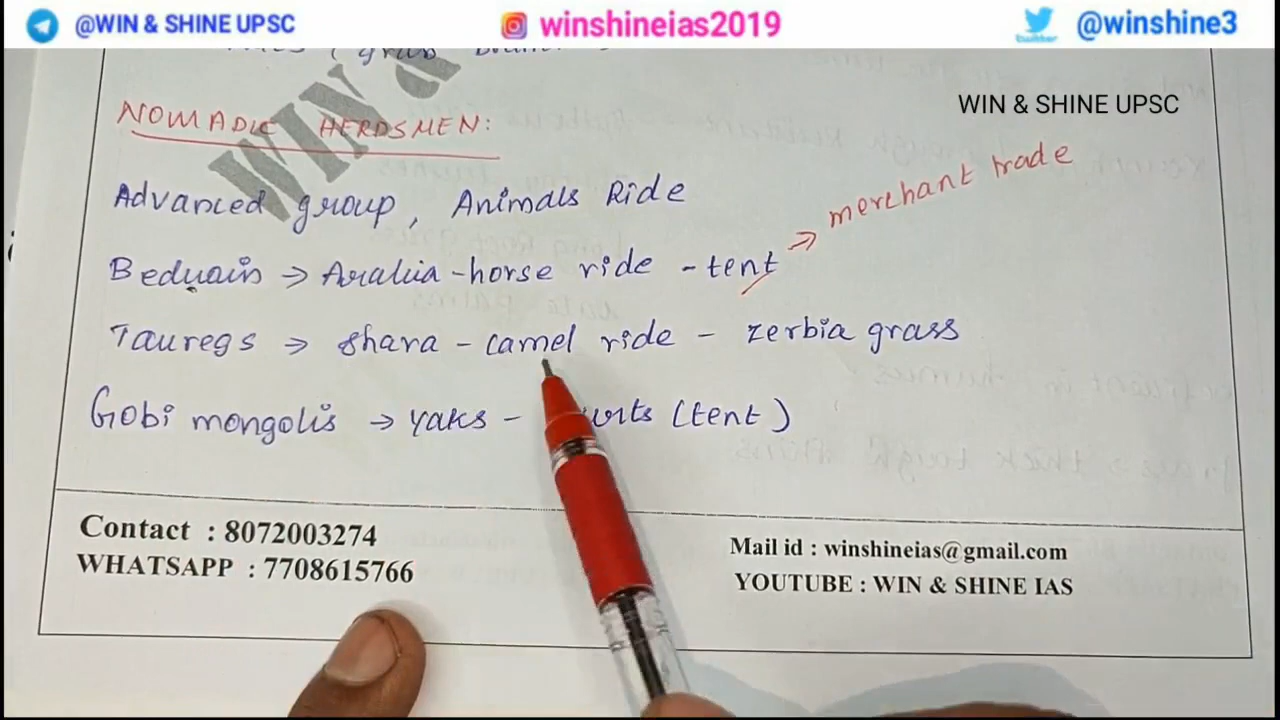 @WIN & SHINE UPSC winshineias2019 @winshine3
WIN & SHINE UPSC
WIN &
NOMADIC HERDSMEN:
Advanced group, Animals Ride
Beduain → Aralia - horse ride - tent ⇒ merchant trade
Tauregs → shara - camel ride - zerbia grass
Gobi mongolis → yaks - urts (tent)
Contact : 8072003274
WHATSAPP : 7708615766
Mail id : winshineias@gmail.com
YOUTUBE : WIN & SHINE IAS